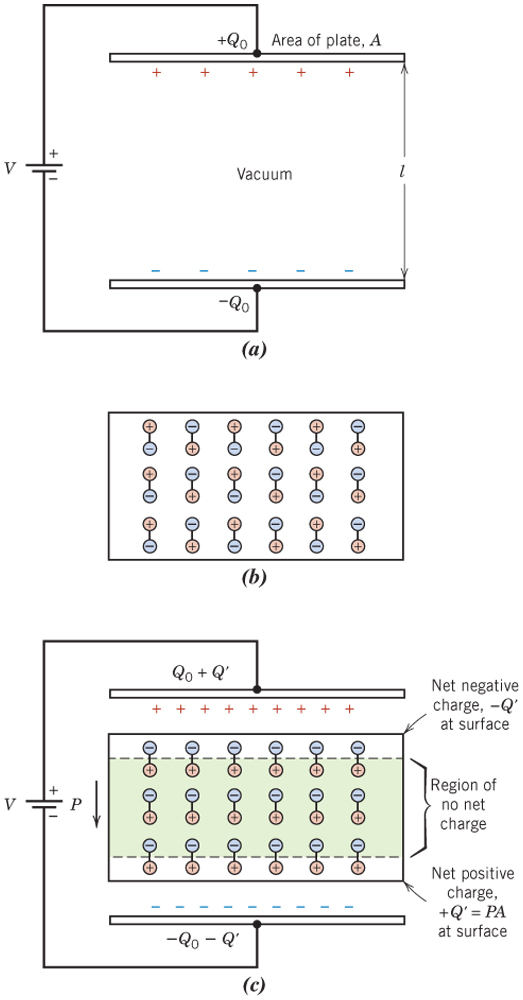 +Q₀ Area of plate, A
+ + + + +
+
V
−
Vacuum
l
− − − − −
−Q₀
(a)
+ − + − + −
− + − + − +
+ − + − + −
− + − + − +
+ − + − + −
− + − + − +
(b)
Q₀ + Q′
+ + + + + + + + +
Net negative
charge, −Q′
at surface
− − − − − −
+ + + + + +
− − − − − −
+ + + + + +
− − − − − −
+ + + + + +
+
V
−
P
Region of
no net
charge
Net positive
charge,
+Q′ = PA
at surface
− − − − − − − − −
−Q₀ − Q′
(c)